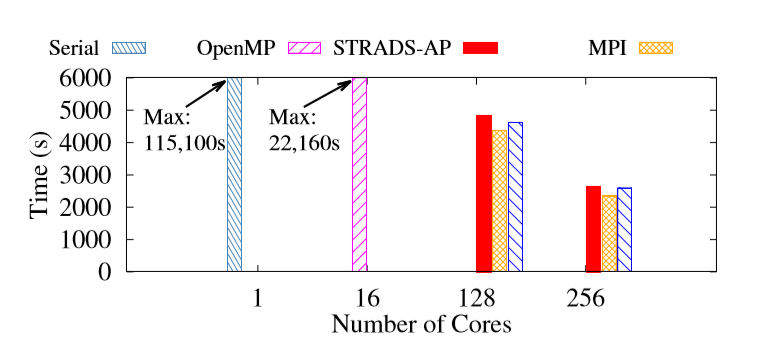 Serial OpenMP STRADS-AP MPI
6000
5000
4000
3000
2000
1000
0
Time (s)
Max:
115,100s
Max:
22,160s
1 16 128 256
Number of Cores